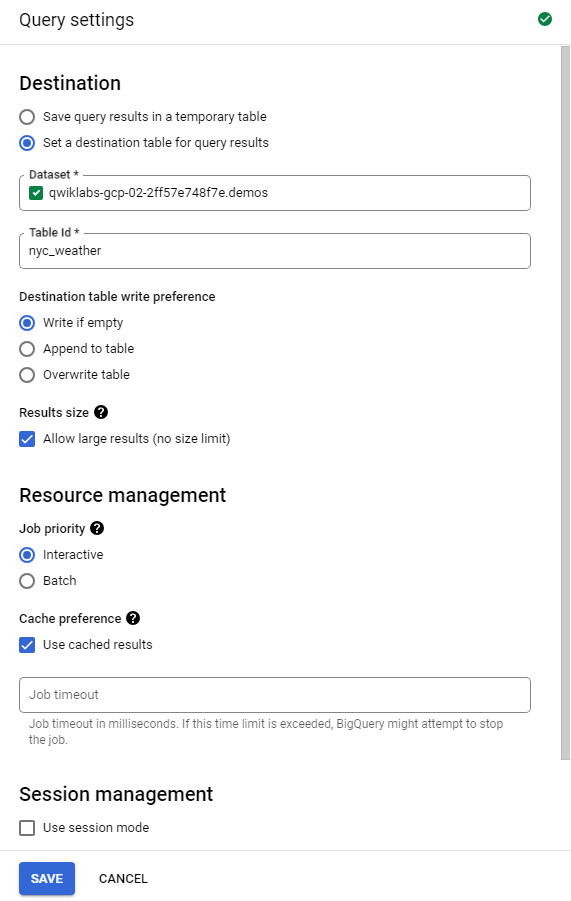 Query settings
Destination
Save query results in a temporary table
Set a destination table for query results
Dataset *
qwiklabs-gcp-02-2ff57e748f7e.demos
Table Id *
nyc_weather
Destination table write preference
Write if empty
Append to table
Overwrite table
Results size ?
Allow large results (no size limit)
Resource management
Job priority ?
Interactive
Batch
Cache preference ?
Use cached results
Job timeout
Job timeout in milliseconds. If this time limit is exceeded, BigQuery might attempt to stop
the job.
Session management
Use session mode
SAVE CANCEL